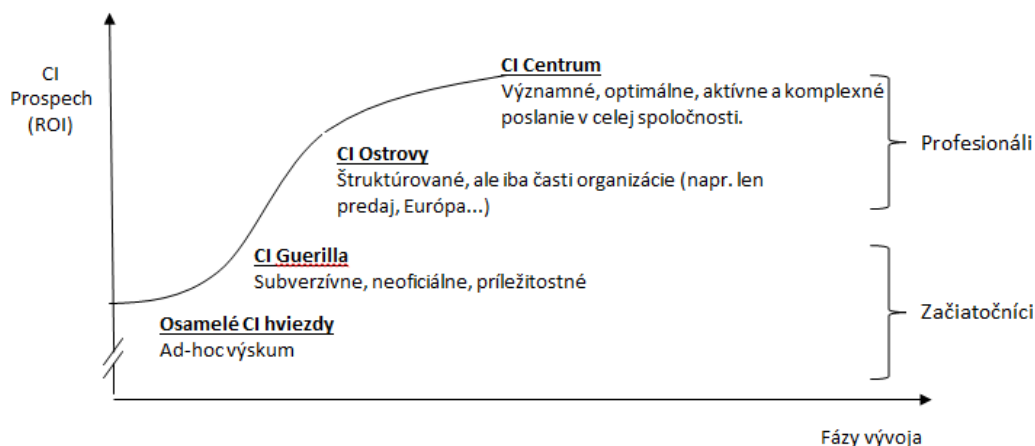 CI
Prospech
(ROI)
CI Centrum
Významné, optimálne, aktívne a komplexné
poslanie v celej spoločnosti.
Profesionáli
CI Ostrovy
Štruktúrované, ale iba časti organizácie (napr. len
predaj, Európa...)
CI Guerilla
Subverzívne, neoficiálne, príležitostné
Začiatočníci
Osamelé CI hviezdy
Ad-hoc výskum
Fázy vývoja